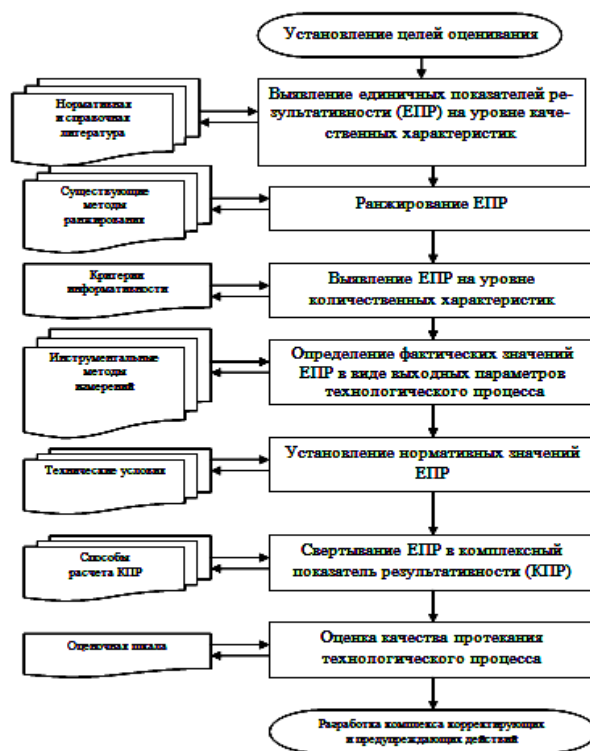 Установление целей оценивания
Нормативная
и справочная
литература
Выявление единичных показателей ре-
зультативности (ЕПР) на уровне каче-
ственных характеристик
Существующие
методы
ранжирования
Ранжирование ЕПР
Критерии
информативности
Выявление ЕПР на уровне
количественных характеристик
Инструментальные
методы
измерений
Определение фактических значений
ЕПР в виде выходных параметров
технологического процесса
Технические условия
Установление нормативных значений
ЕПР
Способы
расчета КПР
Свертывание ЕПР в комплексный
показатель результативности (КПР)
Оценочная шкала
Оценка качества протекания
технологического процесса
Разработка комплекса корректирующих
и предупреждающих действий